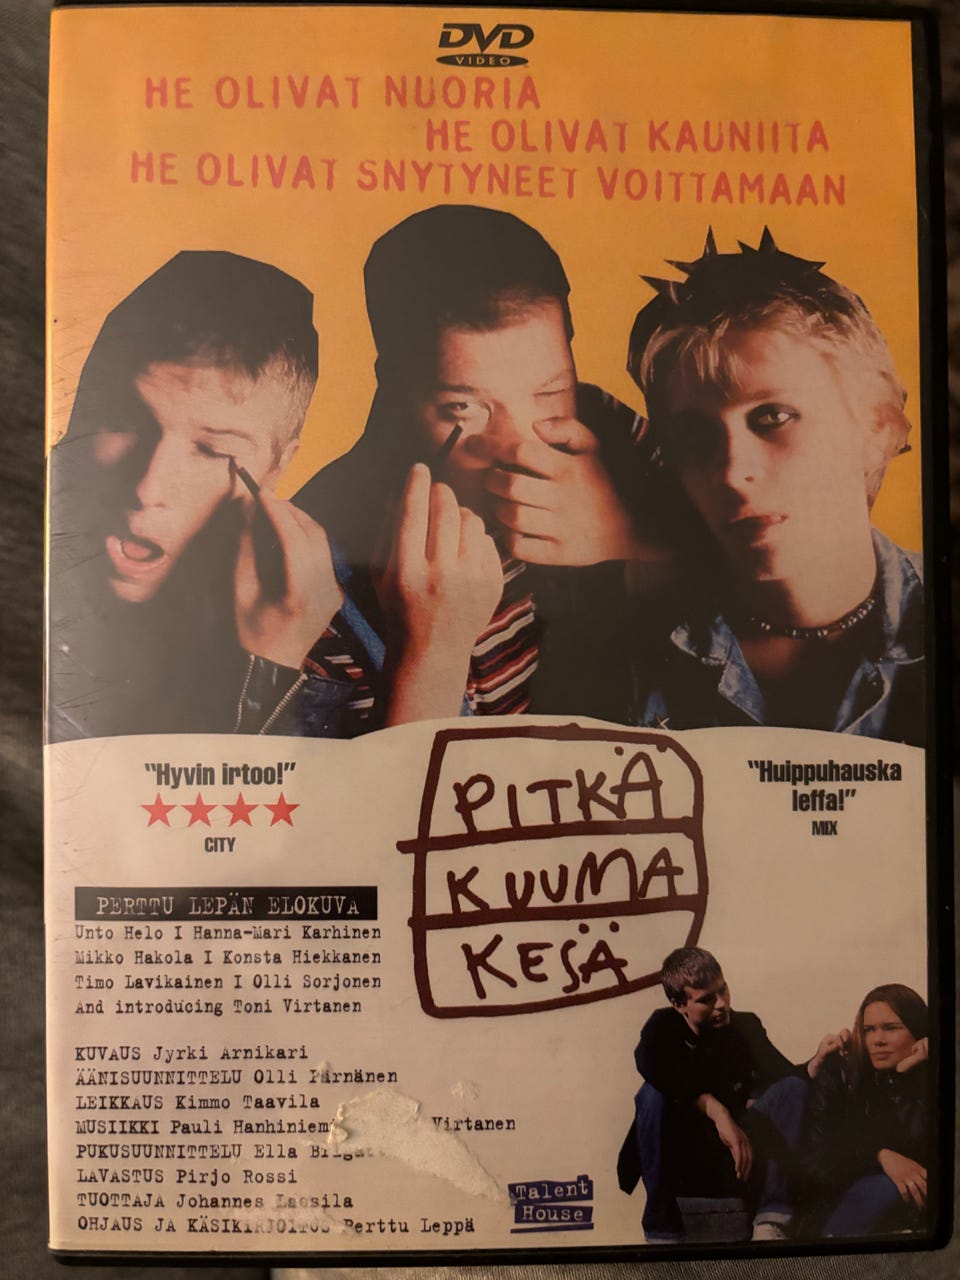 DVD
VIDEO
HE OLIVAT NUORIA
HE OLIVAT KAUNIITA
HE OLIVAT SNYTYNEET VOITTAMAAN
"Hyvin irtoo!"
★★★★
CITY
"Huippuhauska
leffa!"
MIX
PITKÄ
KUUMA
KESÄ
PERTTU LEPÄN ELOKUVA
Unto Helo I Hanna-Mari Karhinen
Mikko Hakola I Konsta Hiekkanen
Timo Lavikainen I Olli Sorjonen
And introducing Toni Virtanen
KUVAUS Jyrki Arnikari
ÄÄNISUUNNITTELU Olli Pärnänen
LEIKKAUS Kimmo Taavila
MUSIIKKI Pauli Virtanen
PUKUSUUNNITTELU Ella
LAVASTUS Pirjo Rossi
TUOTTAJA Johannes Lassila
OHJAUS JA KÄSIKIRJOITUS Perttu Leppä
Talent
House